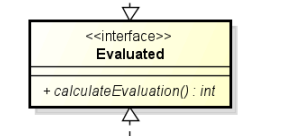 <<interface>>
Evaluated
+ calculateEvaluation() : int